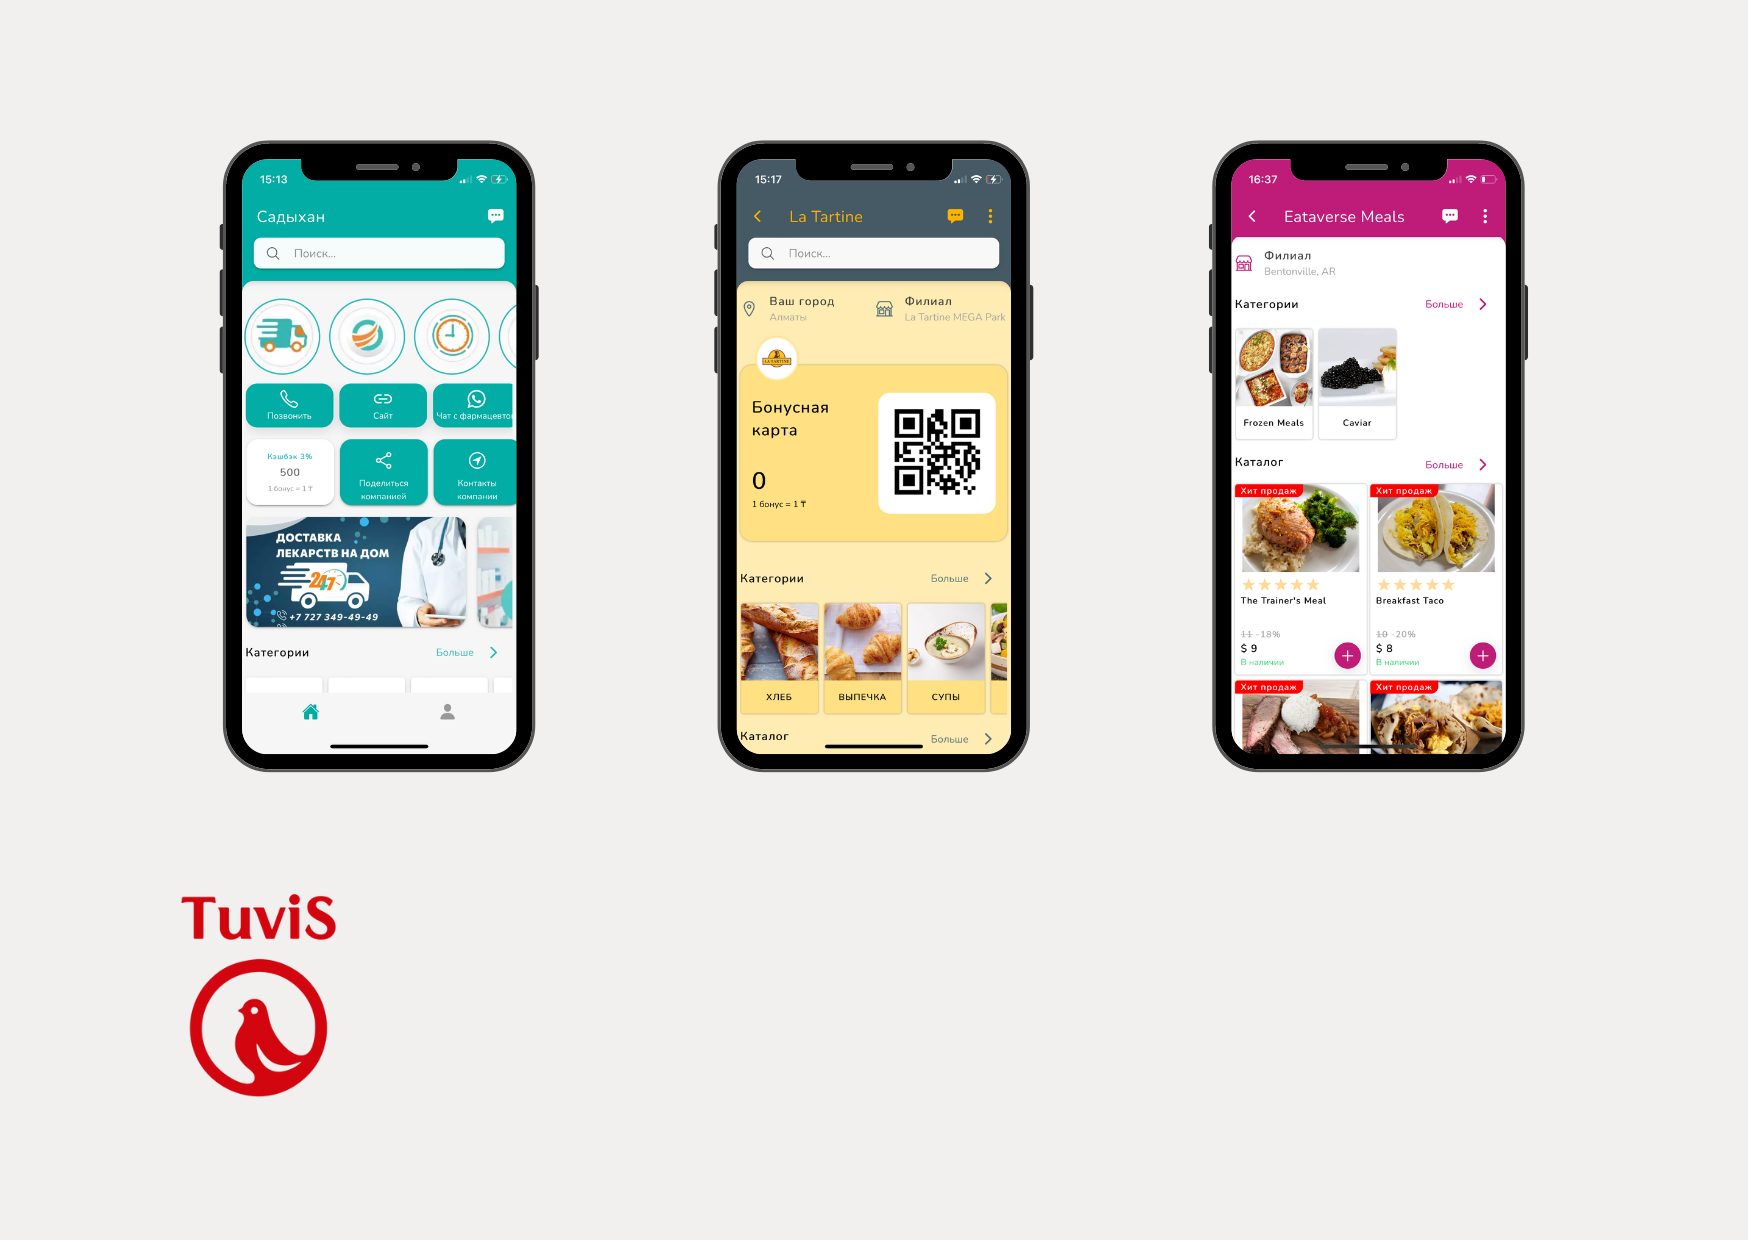 15:13
Садыхан
Поиск...
Позвонить
Сайт
Чат с фармацевтом
Кэшбэк 3%
500
1 бонус = 1 ₸
Поделиться
компанией
Контакты
компании
ДОСТАВКА
ЛЕКАРСТВ НА ДОМ
24/7
+7 727 349-49-49
Категории
Больше
15:17
La Tartine
Поиск...
Ваш город
Алматы
Филиал
La Tartine MEGA Park
LA TARTINE
Бонусная
карта
0
1 бонус = 1 ₸
Категории
Больше
ХЛЕБ
ВЫПЕЧКА
СУПЫ
Каталог
Больше
16:37
Eataverse Meals
Филиал
Bentonville, AR
Категории
Больше
Frozen Meals
Caviar
Каталог
Больше
Хит продаж
Хит продаж
The Trainer's Meal
Breakfast Taco
11 -18%
10 -20%
$ 9
$ 8
В наличии
В наличии
Хит продаж
Хит продаж
TuviS